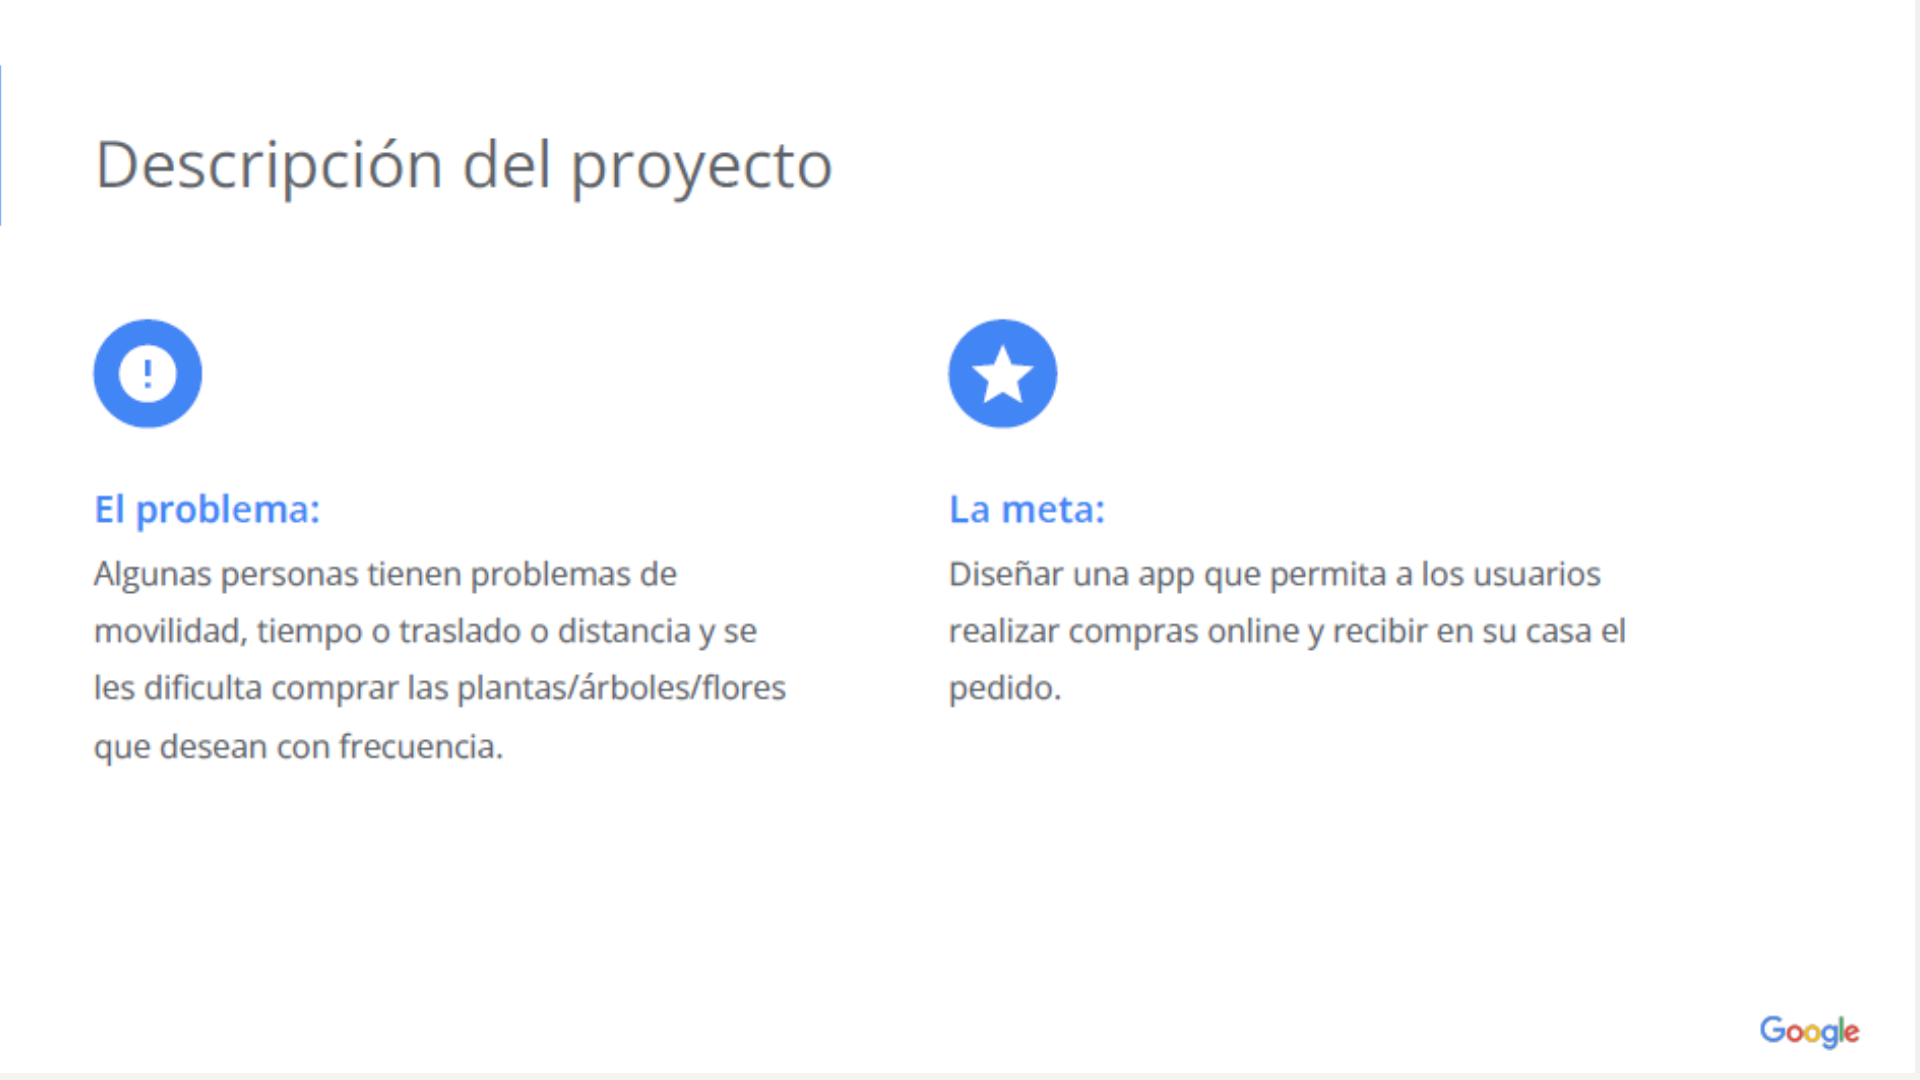 Descripción del proyecto
El problema:
Algunas personas tienen problemas de
movilidad, tiempo o traslado o distancia y se
les dificulta comprar las plantas/árboles/flores
que desean con frecuencia.
La meta:
Diseñar una app que permita a los usuarios
realizar compras online y recibir en su casa el
pedido.
Google